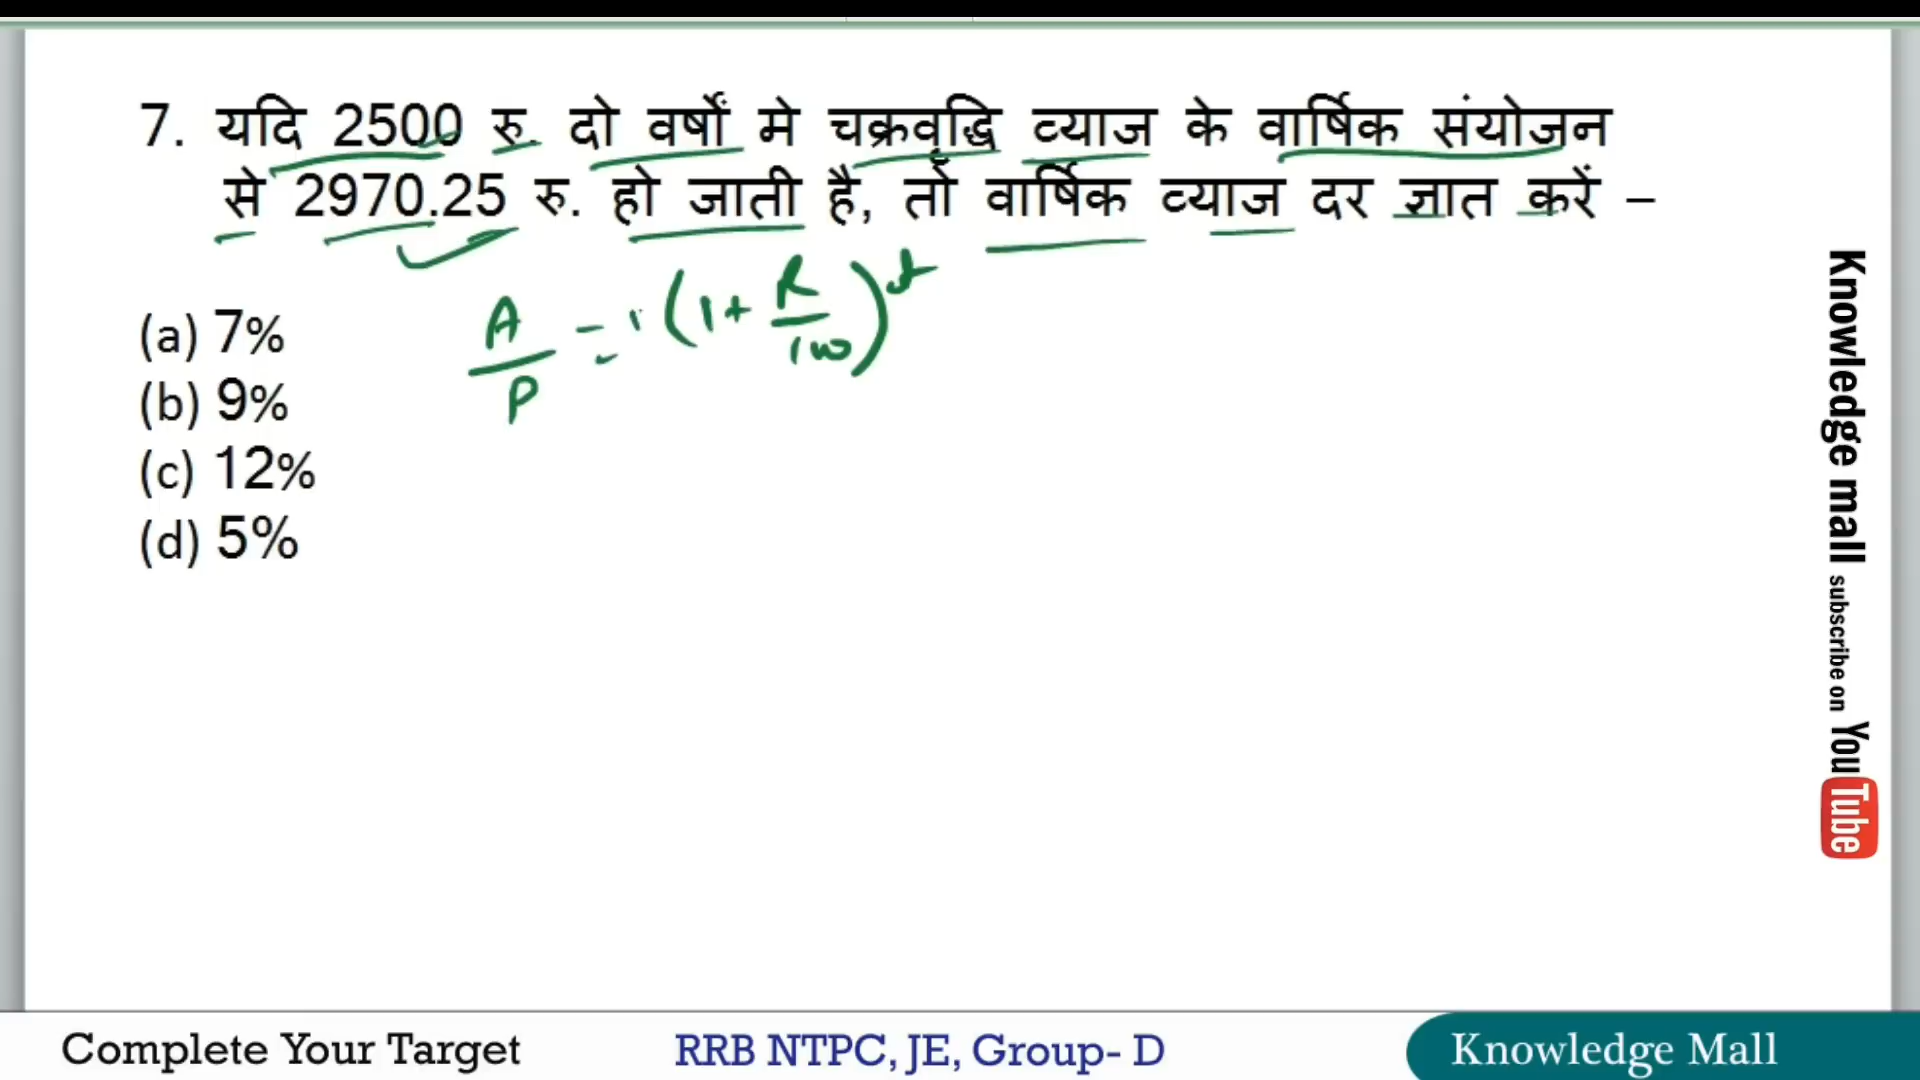 7. यदि 2500 रु. दो वर्षों मे चक्रवृद्धि व्याज के वार्षिक संयोजन
से 2970.25 रु. हो जाती है, तो वार्षिक व्याज दर ज्ञात करें –
(a) 7%
(b) 9%
(c) 12%
(d) 5%
A/P = (1 + R/100)^t
Knowledge mall subscribe on YouTube
Complete Your Target
RRB NTPC, JE, Group- D
Knowledge Mall